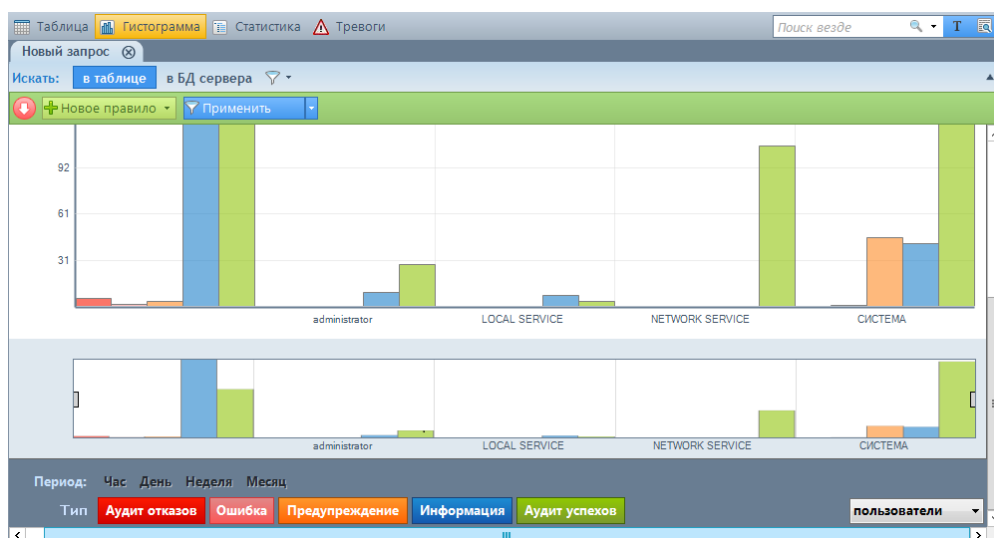 Таблица Гистограмма Статистика Тревоги Поиск везде T
Новый запрос
Искать: в таблице в БД сервера
Новое правило Применить
92
61
31
administrator LOCAL SERVICE NETWORK SERVICE СИСТЕМА
administrator LOCAL SERVICE NETWORK SERVICE СИСТЕМА
Период: Час День Неделя Месяц
Тип Аудит отказов Ошибка Предупреждение Информация Аудит успехов пользователи